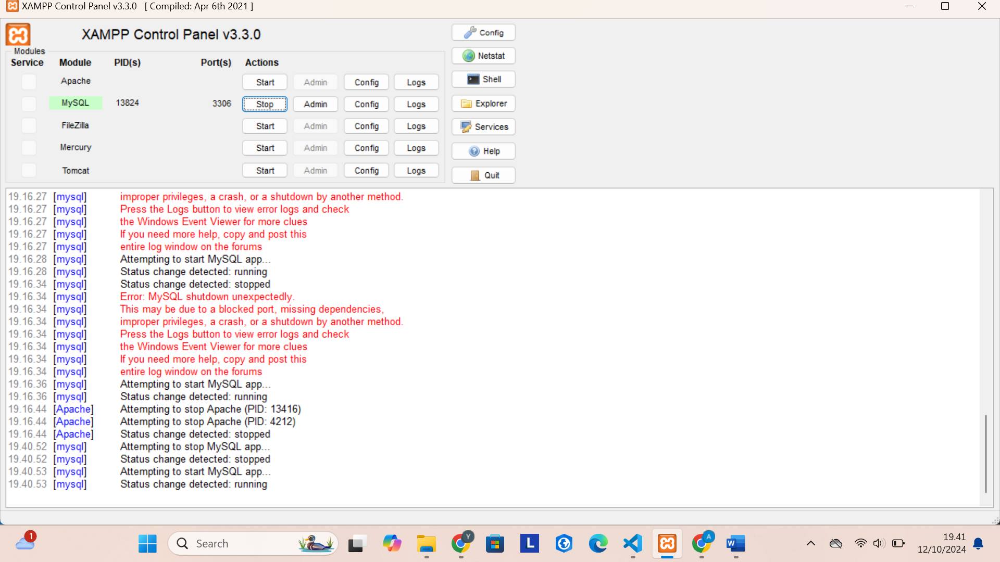 XAMPP Control Panel v3.3.0 [ Compiled: Apr 6th 2021 ]
XAMPP Control Panel v3.3.0
Modules
Service Module PID(s) Port(s) Actions
Apache Start Admin Config Logs
MySQL 13824 3306 Stop Admin Config Logs
FileZilla Start Admin Config Logs
Mercury Start Admin Config Logs
Tomcat Start Admin Config Logs
Config
Netstat
Shell
Explorer
Services
Help
Quit
19.16.27 [mysql] improper privileges, a crash, or a shutdown by another method.
19.16.27 [mysql] Press the Logs button to view error logs and check
19.16.27 [mysql] the Windows Event Viewer for more clues
19.16.27 [mysql] If you need more help, copy and post this
19.16.27 [mysql] entire log window on the forums
19.16.28 [mysql] Attempting to start MySQL app...
19.16.28 [mysql] Status change detected: running
19.16.34 [mysql] Status change detected: stopped
19.16.34 [mysql] Error: MySQL shutdown unexpectedly.
19.16.34 [mysql] This may be due to a blocked port, missing dependencies,
19.16.34 [mysql] improper privileges, a crash, or a shutdown by another method.
19.16.34 [mysql] Press the Logs button to view error logs and check
19.16.34 [mysql] the Windows Event Viewer for more clues
19.16.34 [mysql] If you need more help, copy and post this
19.16.34 [mysql] entire log window on the forums
19.16.36 [mysql] Attempting to start MySQL app...
19.16.36 [mysql] Status change detected: running
19.16.44 [Apache] Attempting to stop Apache (PID: 13416)
19.16.44 [Apache] Attempting to stop Apache (PID: 4212)
19.16.44 [Apache] Status change detected: stopped
19.40.52 [mysql] Attempting to stop MySQL app...
19.40.52 [mysql] Status change detected: stopped
19.40.53 [mysql] Attempting to start MySQL app...
19.40.53 [mysql] Status change detected: running
1
Search
Y
L
A
W
19.41
12/10/2024